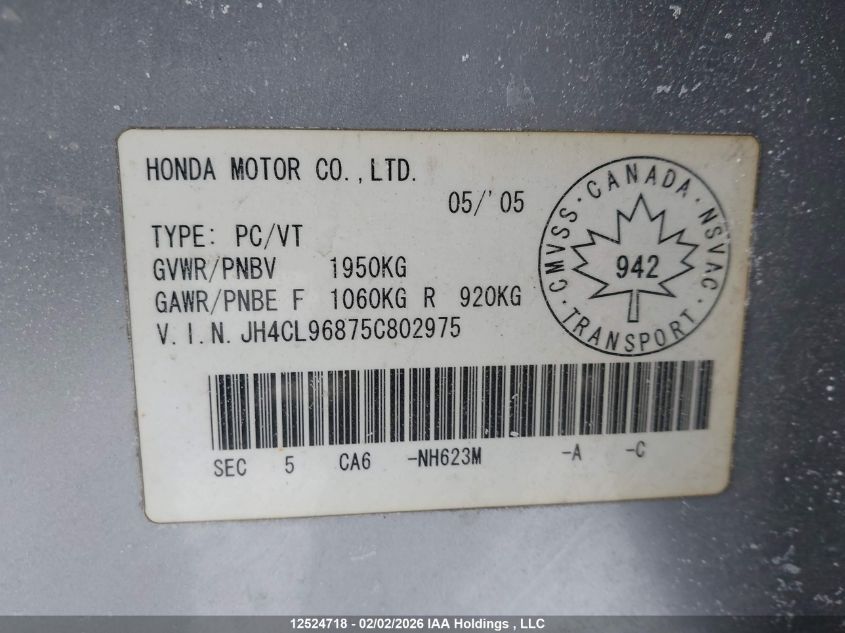 HONDA MOTOR CO.,LTD.
05/'05
TYPE: PC/VT
GVWR/PNBV 1950KG
GAWR/PNBE F 1060KG R 920KG
V.I.N. JH4CL96875C802975
CMVSS · CANADA · NSVAC · TRANSPORT ·
942
SEC 5 CA6 -NH623M -A -C
12524718 - 02/02/2026 IAA Holdings , LLC